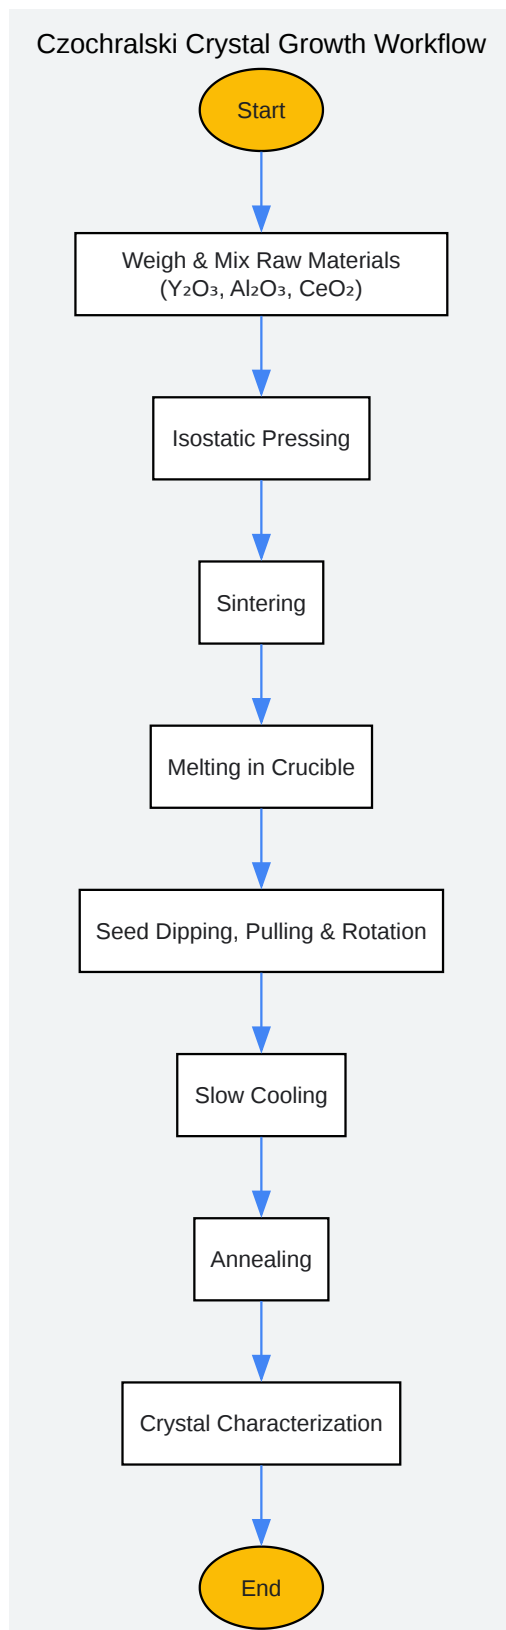 Czochralski Crystal Growth Workflow
Start
Weigh & Mix Raw Materials
(Y₂O₃, Al₂O₃, CeO₂)
Isostatic Pressing
Sintering
Melting in Crucible
Seed Dipping, Pulling & Rotation
Slow Cooling
Annealing
Crystal Characterization
End